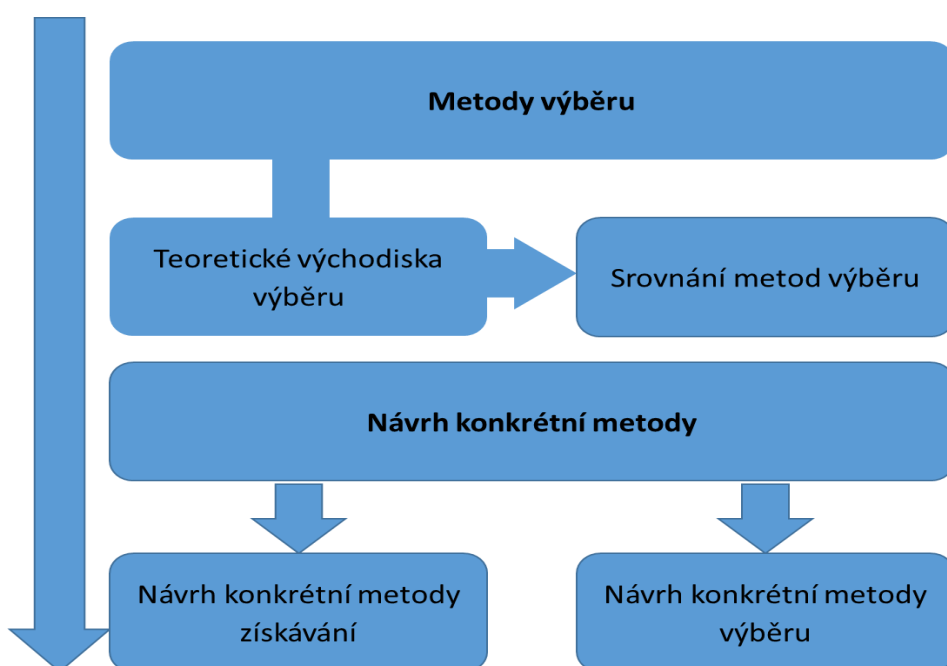 Metody výběru
Teoretické východiska
výběru
Srovnání metod výběru
Návrh konkrétní metody
Návrh konkrétní metody
získávání
Návrh konkrétní metody
výběru